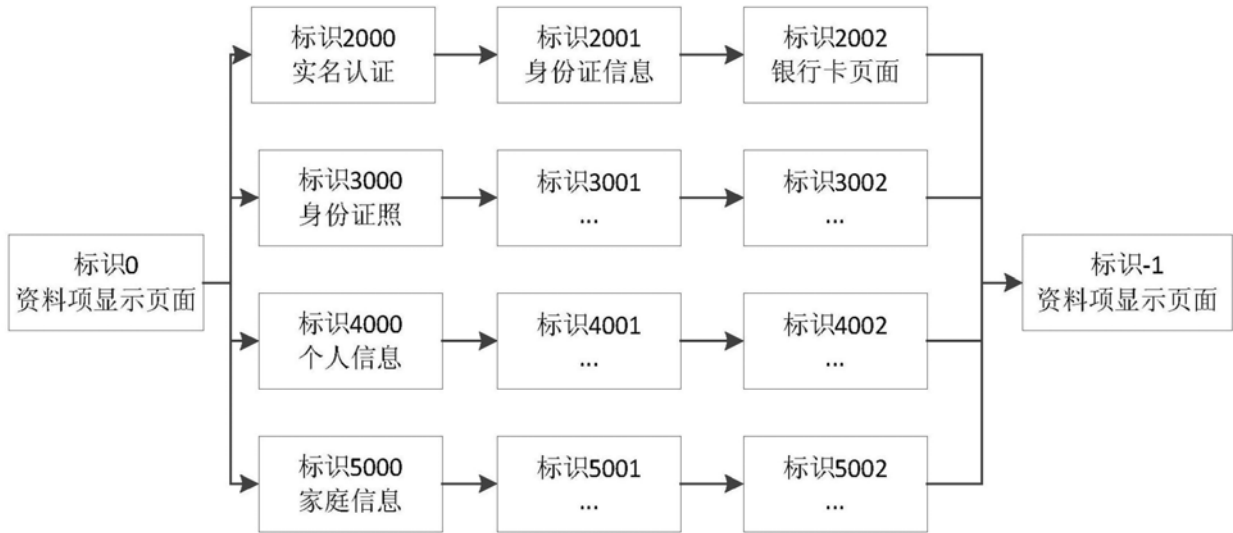 标识2000
实名认证
标识2001
身份证信息
标识2002
银行卡页面
标识3000
身份证照
标识3001
...
标识3002
...
标识0
资料项显示页面
标识-1
资料项显示页面
标识4000
个人信息
标识4001
...
标识4002
...
标识5000
家庭信息
标识5001
...
标识5002
...